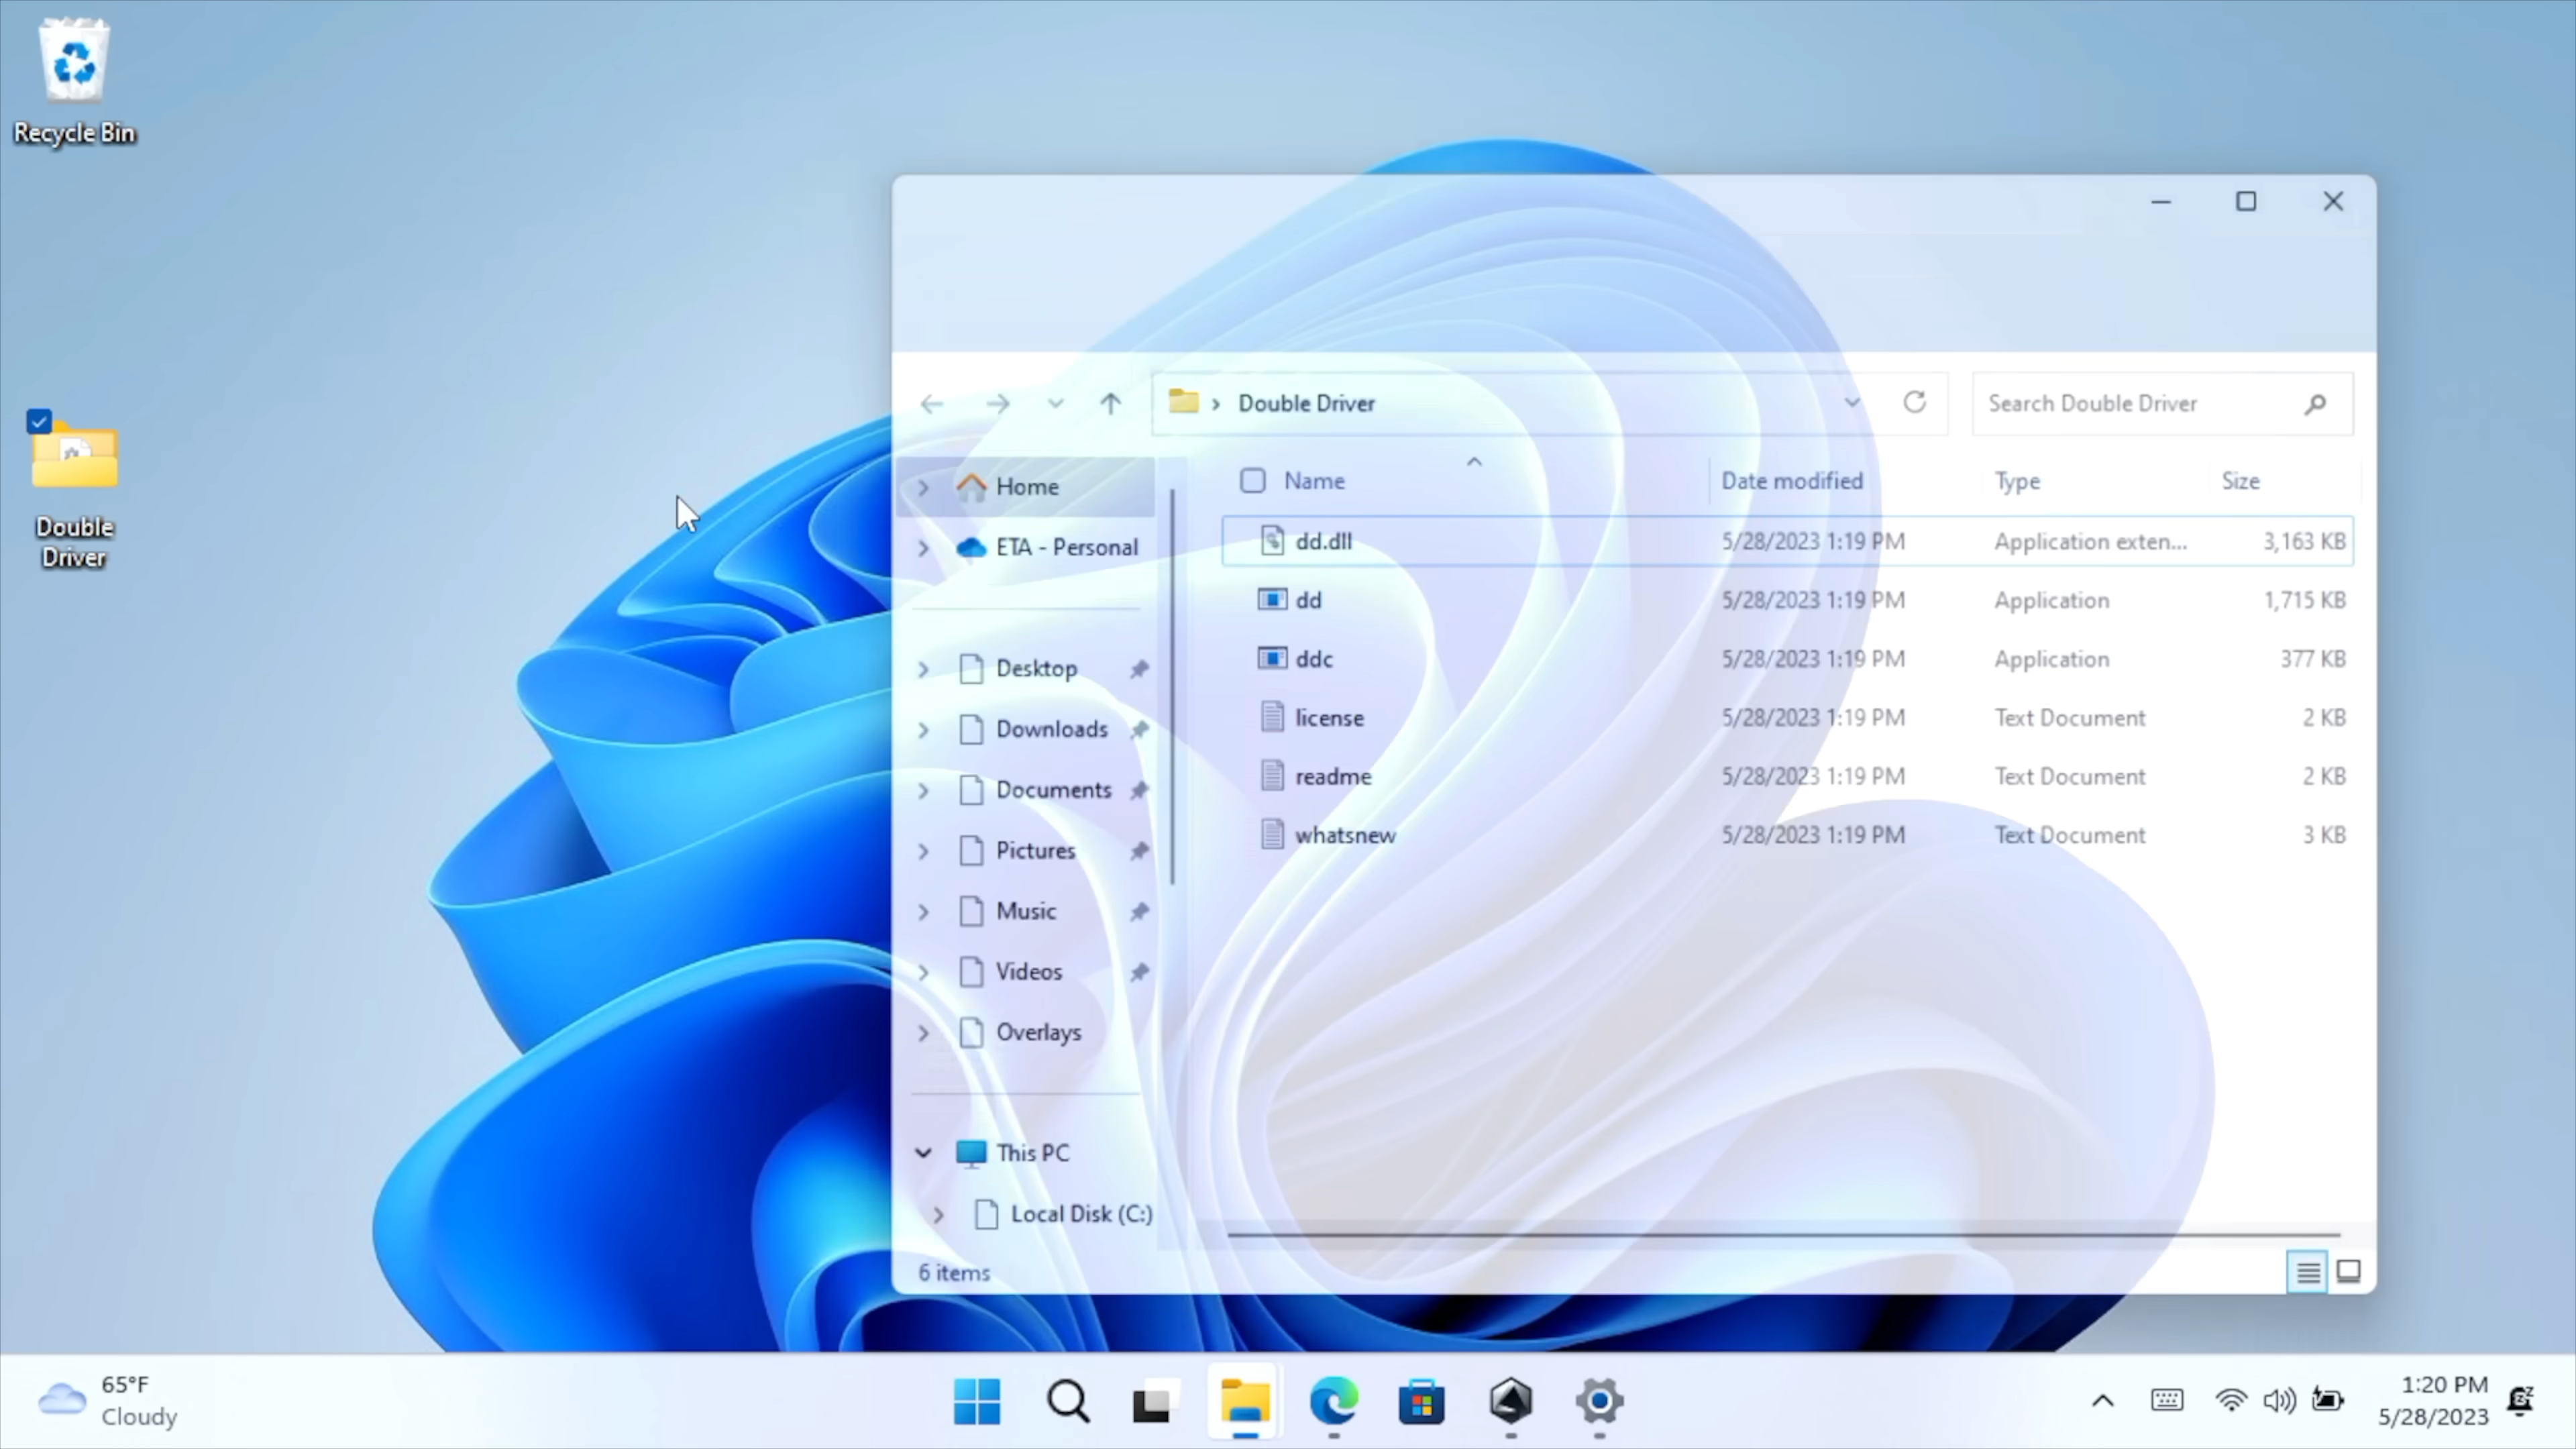 Recycle Bin
Double
Driver
Double Driver
Search Double Driver
Home
ETA - Personal
Desktop
Downloads
Documents
Pictures
Music
Videos
Overlays
This PC
Local Disk (C:)
Name Date modified Type Size
dd.dll 5/28/2023 1:19 PM Application exten... 3,163 KB
dd 5/28/2023 1:19 PM Application 1,715 KB
ddc 5/28/2023 1:19 PM Application 377 KB
license 5/28/2023 1:19 PM Text Document 2 KB
readme 5/28/2023 1:19 PM Text Document 2 KB
whatsnew 5/28/2023 1:19 PM Text Document 3 KB
6 items
65°F
Cloudy
1:20 PM
5/28/2023